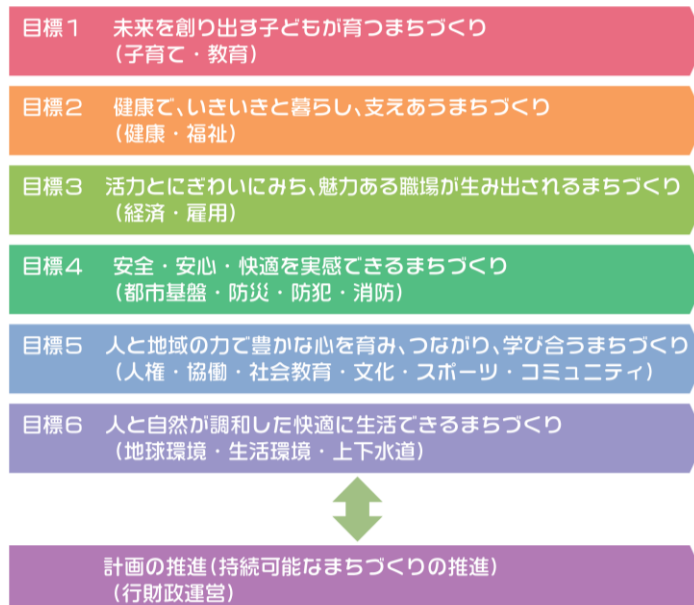 目標1 未来を創り出す子どもが育つまちづくり
(子育て・教育)
目標2 健康で、いきいきと暮らし、支えあうまちづくり
(健康・福祉)
目標3 活力とにぎわいにみち、魅力ある職場が生み出されるまちづくり
(経済・雇用)
目標4 安全・安心・快適を実感できるまちづくり
(都市基盤・防災・防犯・消防)
目標5 人と地域の力で豊かな心を育み、つながり、学び合うまちづくり
(人権・協働・社会教育・文化・スポーツ・コミュニティ)
目標6 人と自然が調和した快適に生活できるまちづくり
(地球環境・生活環境・上下水道)
計画の推進(持続可能なまちづくりの推進)
(行財政運営)